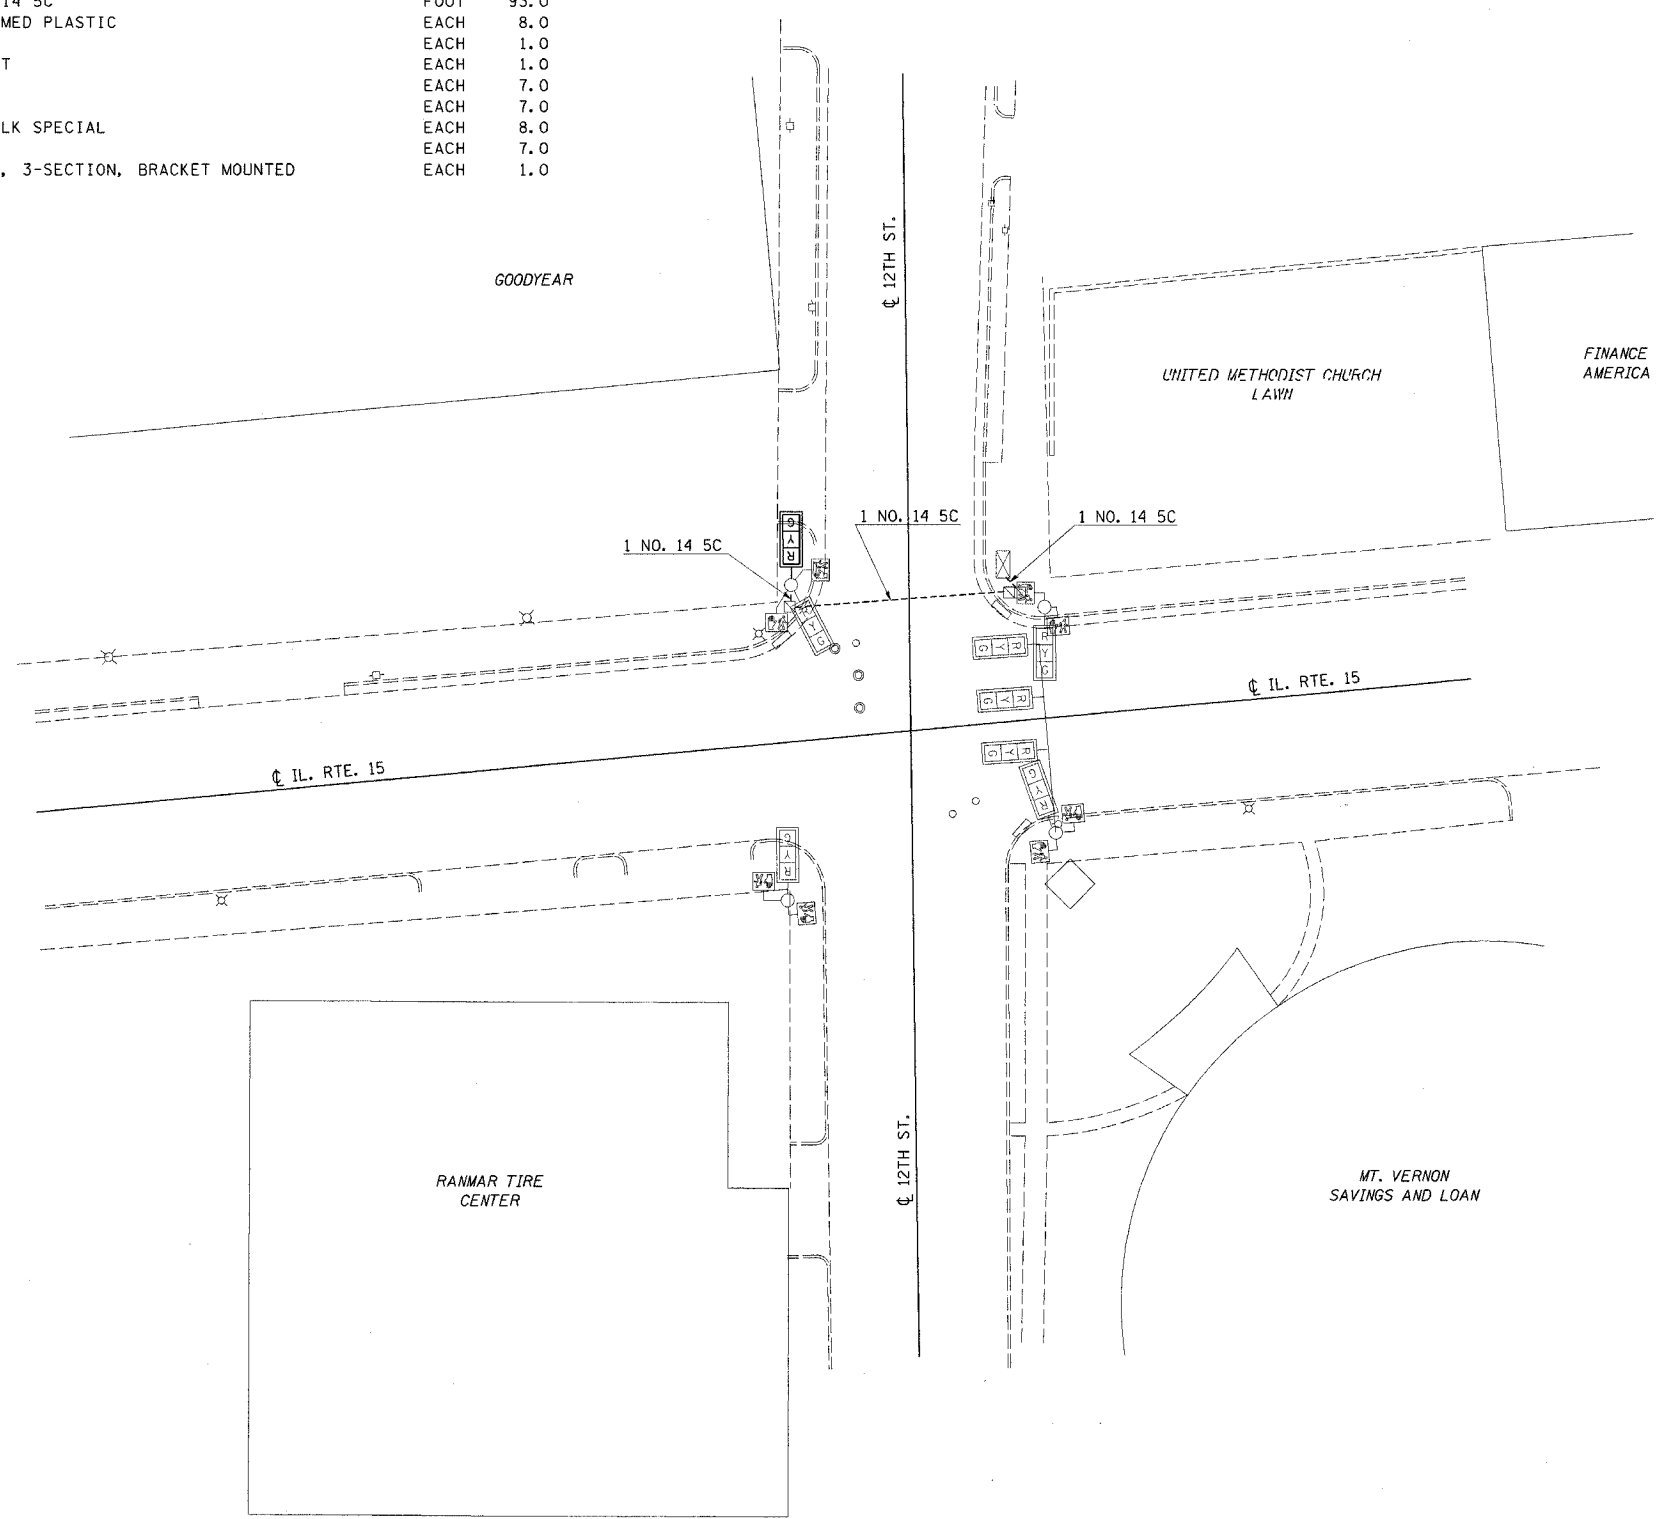 14 5C FOOT 93.0
MED PLASTIC EACH 8.0
EACH 1.0
T EACH 1.0
EACH 7.0
EACH 7.0
LK SPECIAL EACH 8.0
EACH 7.0
, 3-SECTION, BRACKET MOUNTED EACH 1.0
GOODYEAR
℄ 12TH ST.
UNITED METHODIST CHURCH
LAWN
FINANCE
AMERICA
1 NO. 14 5C
1 NO. 14 5C
1 NO. 14 5C
G
Y
R
R
Y
G
R Y G
R
Y
G
R Y G
R Y G
G
Y
R
℄ IL. RTE. 15
℄ IL. RTE. 15
G
Y
R
RANMAR TIRE
CENTER
℄ 12TH ST.
MT. VERNON
SAVINGS AND LOAN